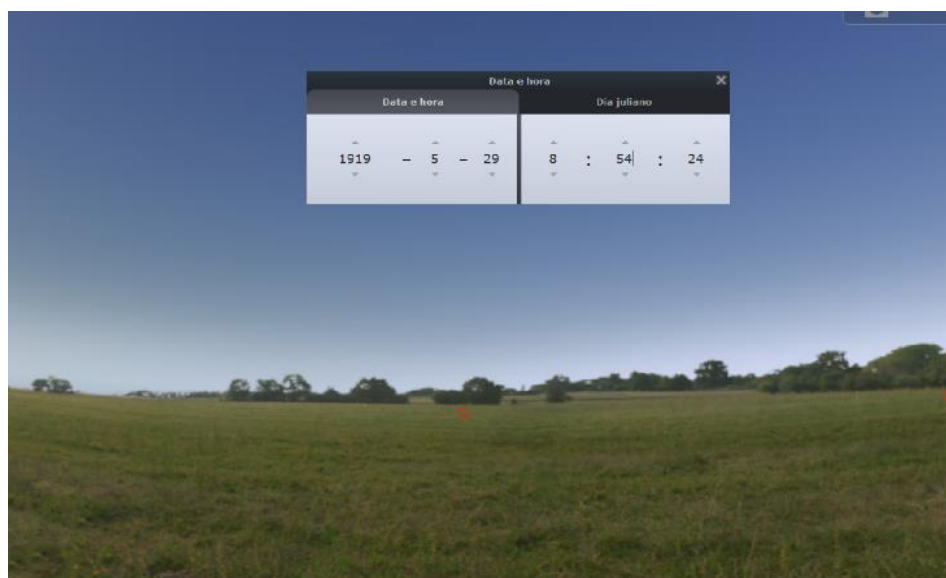 Data e hora
Data e hora Dia juliano
1919 – 5 – 29 8 : 54 : 24